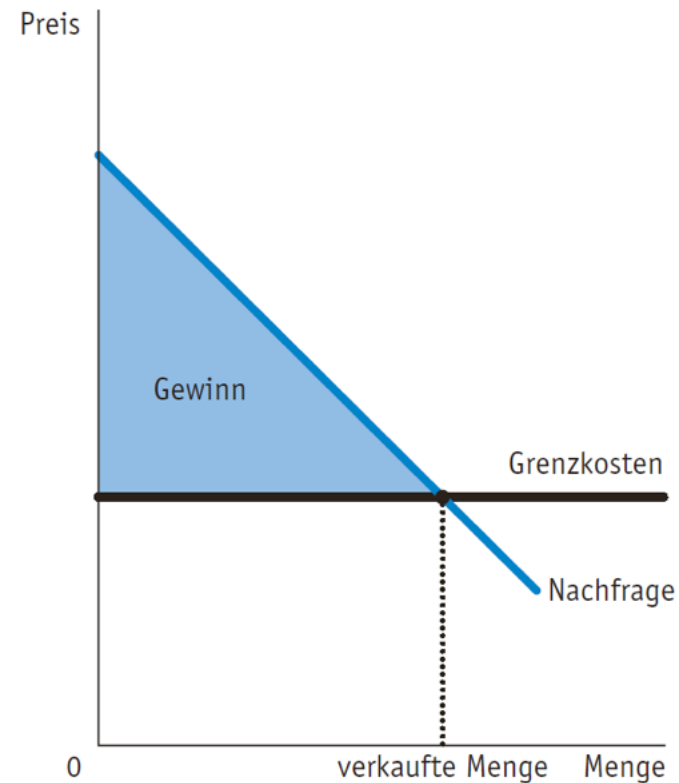 Preis
Gewinn
Grenzkosten
Nachfrage
0
verkaufte Menge
Menge